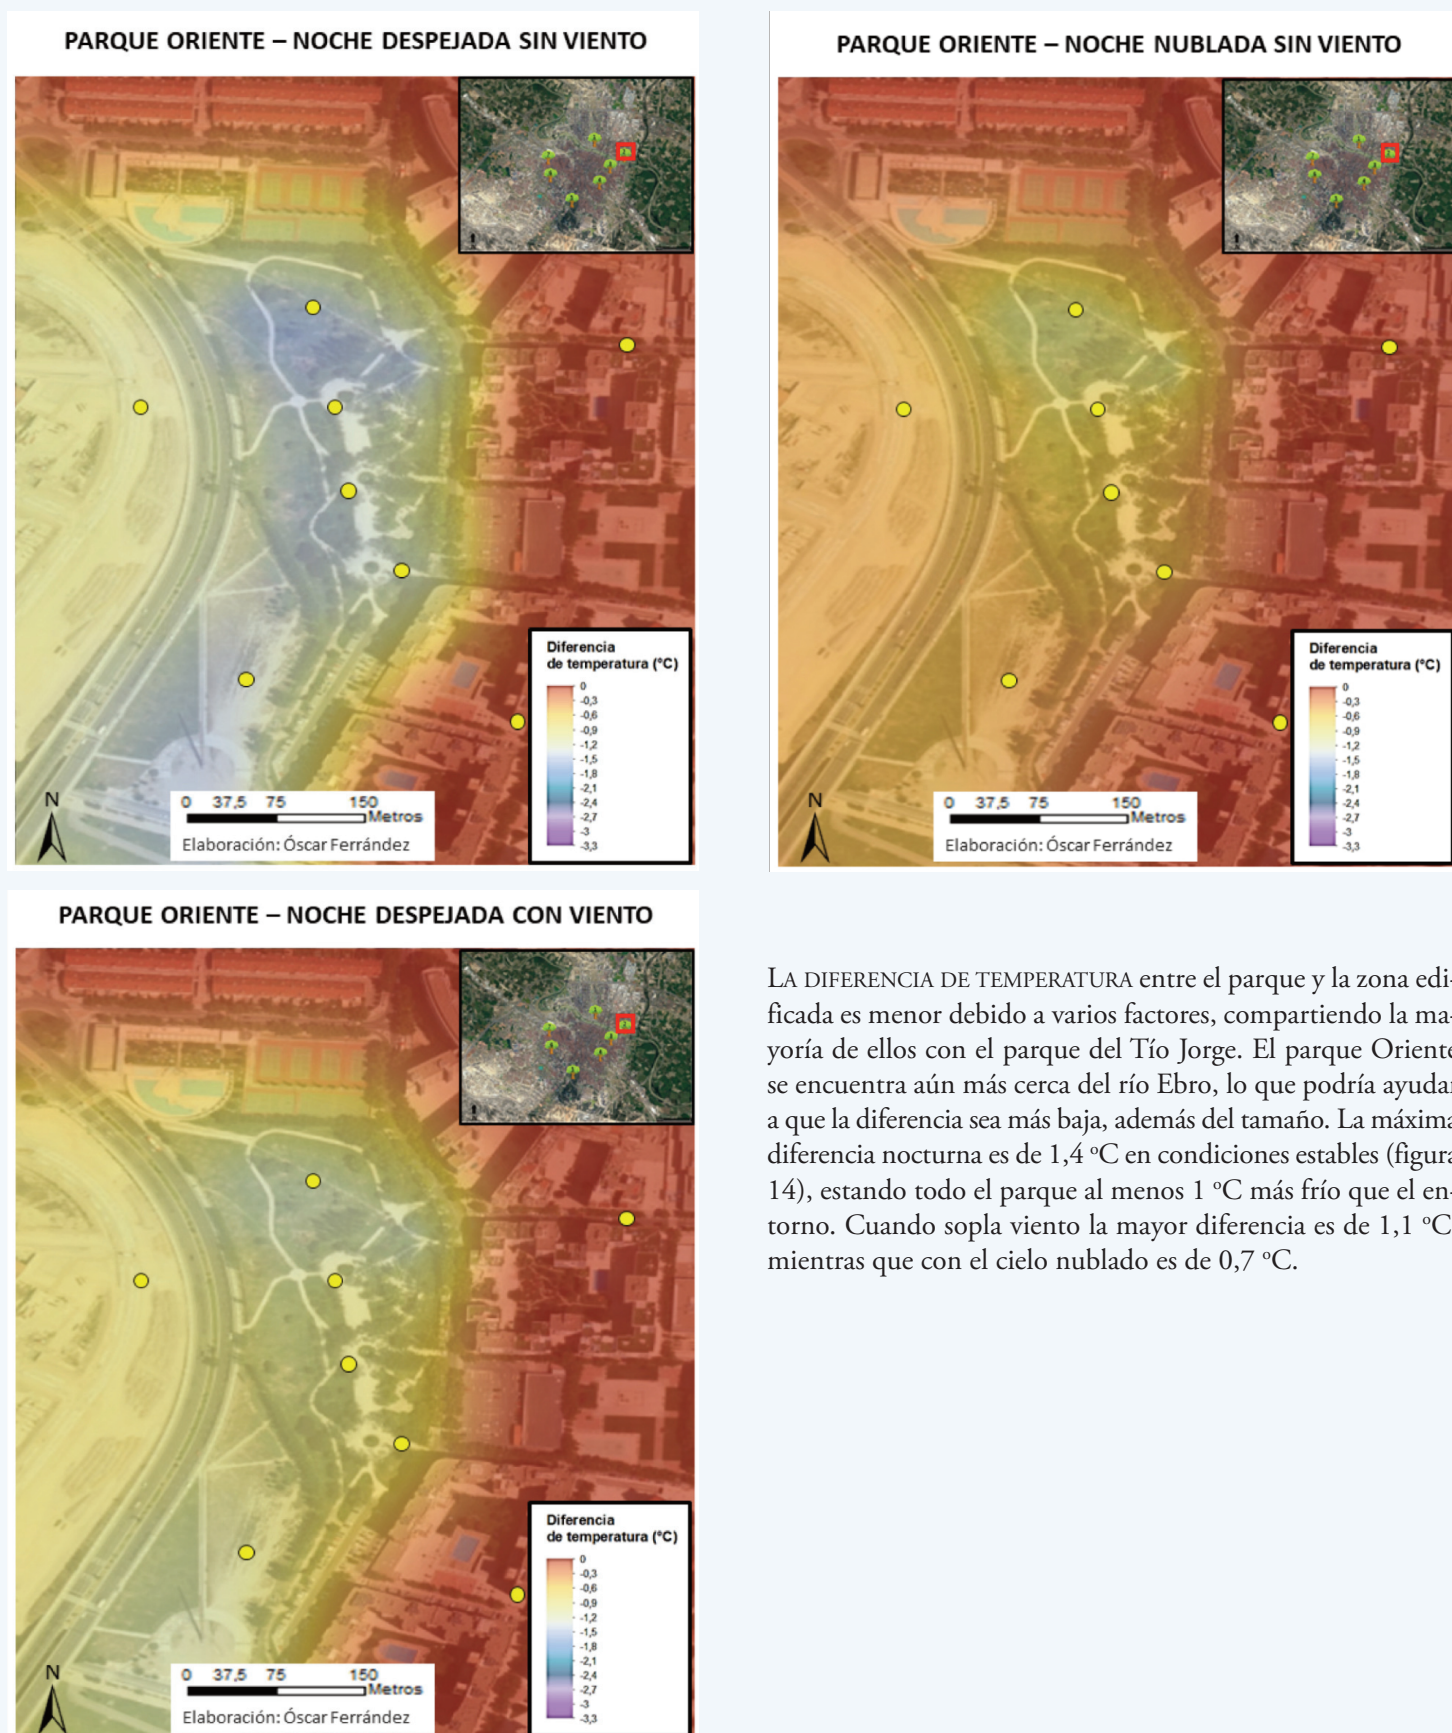 PARQUE ORIENTE – NOCHE DESPEJADA SIN VIENTO
Diferencia
de temperatura (°C)
0
-0,3
-0,6
-0,9
-1,2
-1,5
-1,8
-2,1
-2,4
-2,7
-3
-3,3
N
0 37,5 75 150
Metros
Elaboración: Óscar Ferrández
PARQUE ORIENTE – NOCHE NUBLADA SIN VIENTO
Diferencia
de temperatura (°C)
0
-0,3
-0,6
-0,9
-1,2
-1,5
-1,8
-2,1
-2,4
-2,7
-3
-3,3
N
0 37,5 75 150
Metros
Elaboración: Óscar Ferrández
PARQUE ORIENTE – NOCHE DESPEJADA CON VIENTO
Diferencia
de temperatura (°C)
0
-0,3
-0,6
-0,9
-1,2
-1,5
-1,8
-2,1
-2,4
-2,7
-3
-3,3
N
0 37,5 75 150
Metros
Elaboración: Óscar Ferrández
LA DIFERENCIA DE TEMPERATURA entre el parque y la zona edi-
ficada es menor debido a varios factores, compartiendo la ma-
yoría de ellos con el parque del Tío Jorge. El parque Oriente
se encuentra aún más cerca del río Ebro, lo que podría ayudar
a que la diferencia sea más baja, además del tamaño. La máxima
diferencia nocturna es de 1,4 ºC en condiciones estables (figura
14), estando todo el parque al menos 1 ºC más frío que el en-
torno. Cuando sopla viento la mayor diferencia es de 1,1 ºC
mientras que con el cielo nublado es de 0,7 ºC.